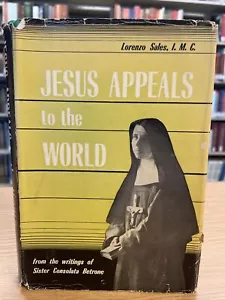 Lorenzo Sales, I. M. C.
JESUS APPEALS
to the
WORLD
from the writings of
Sister Consolata Betrone